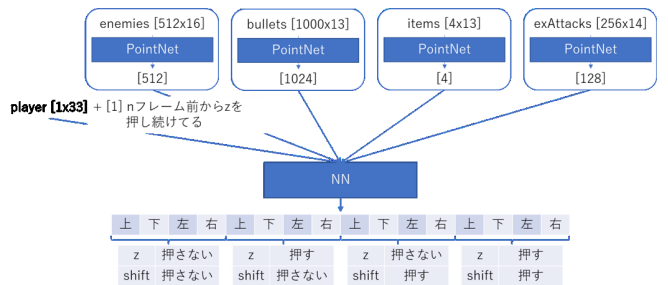 enemies [512x16]
bullets [1000x13]
items [4x13]
exAttacks [256x14]
PointNet
PointNet
PointNet
PointNet
[512]
[1024]
[4]
[128]
player [1x33] + [1] nフレーム前からzを
押し続けてる
NN
上 下 左 右 上 下 左 右 上 下 左 右 上 下 左 右
z 押さない z 押す z 押さない z 押す
shift 押さない shift 押さない shift 押す shift 押す